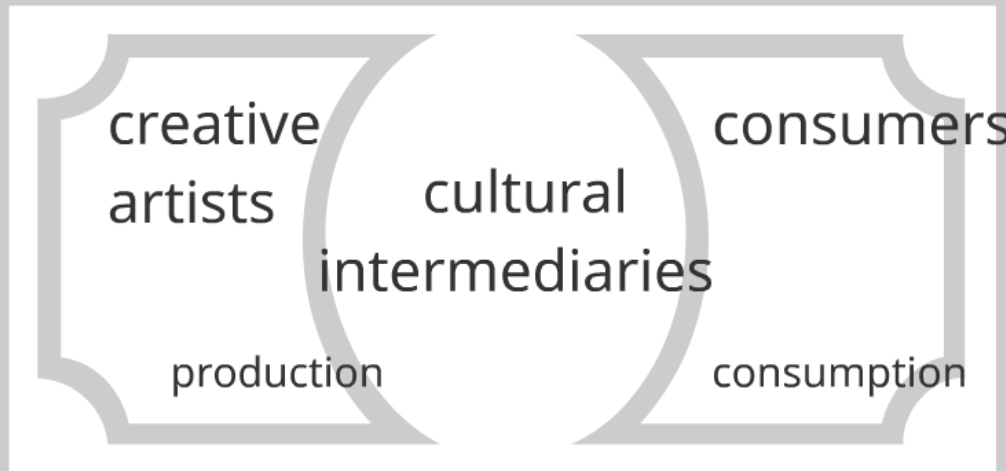 creative
artists
cultural
intermediaries
consumers
production
consumption